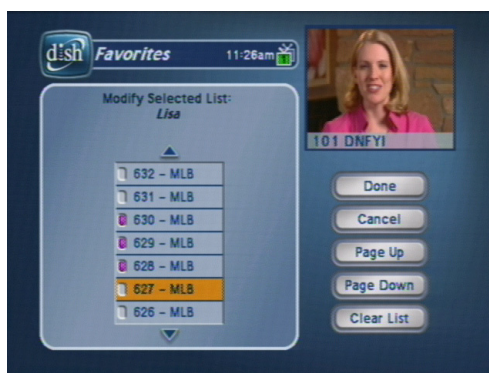 dish Favorites 11:26am
Modify Selected List:
Lisa
632 - MLB
631 - MLB
630 - MLB
629 - MLB
628 - MLB
627 - MLB
626 - MLB
101 DNFYI
Done
Cancel
Page Up
Page Down
Clear List